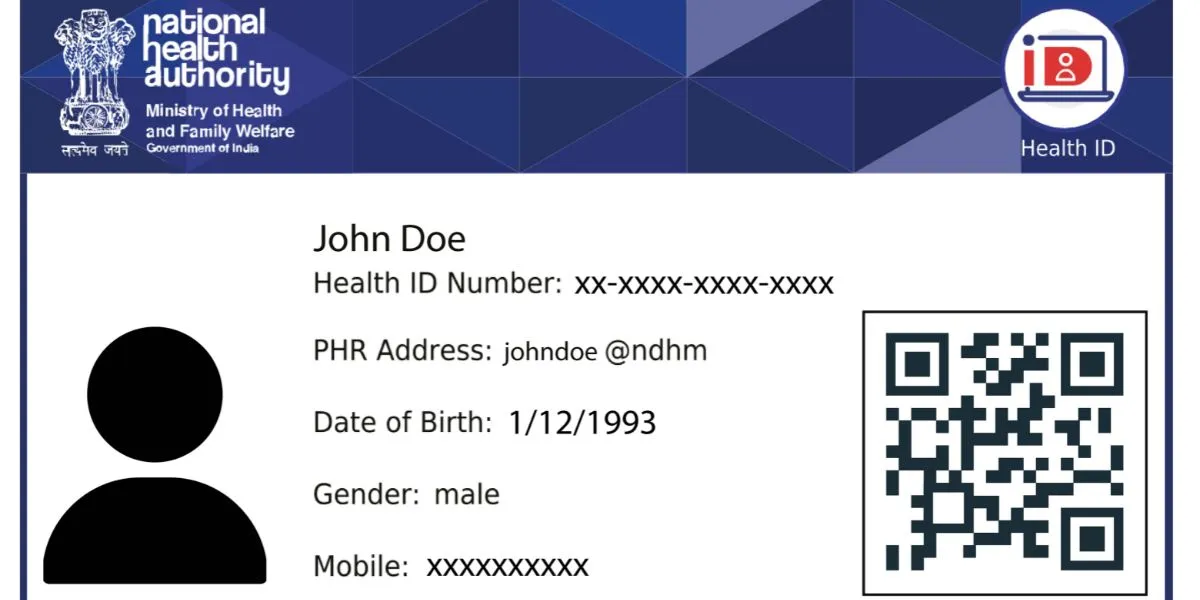 national
health
authority
Ministry of Health
and Family Welfare
Government of India
सत्यमेव जयते
iD
Health ID
John Doe
Health ID Number: xx-xxxx-xxxx-xxxx
PHR Address: johndoe @ndhm
Date of Birth: 1/12/1993
Gender: male
Mobile: xxxxxxxxxx